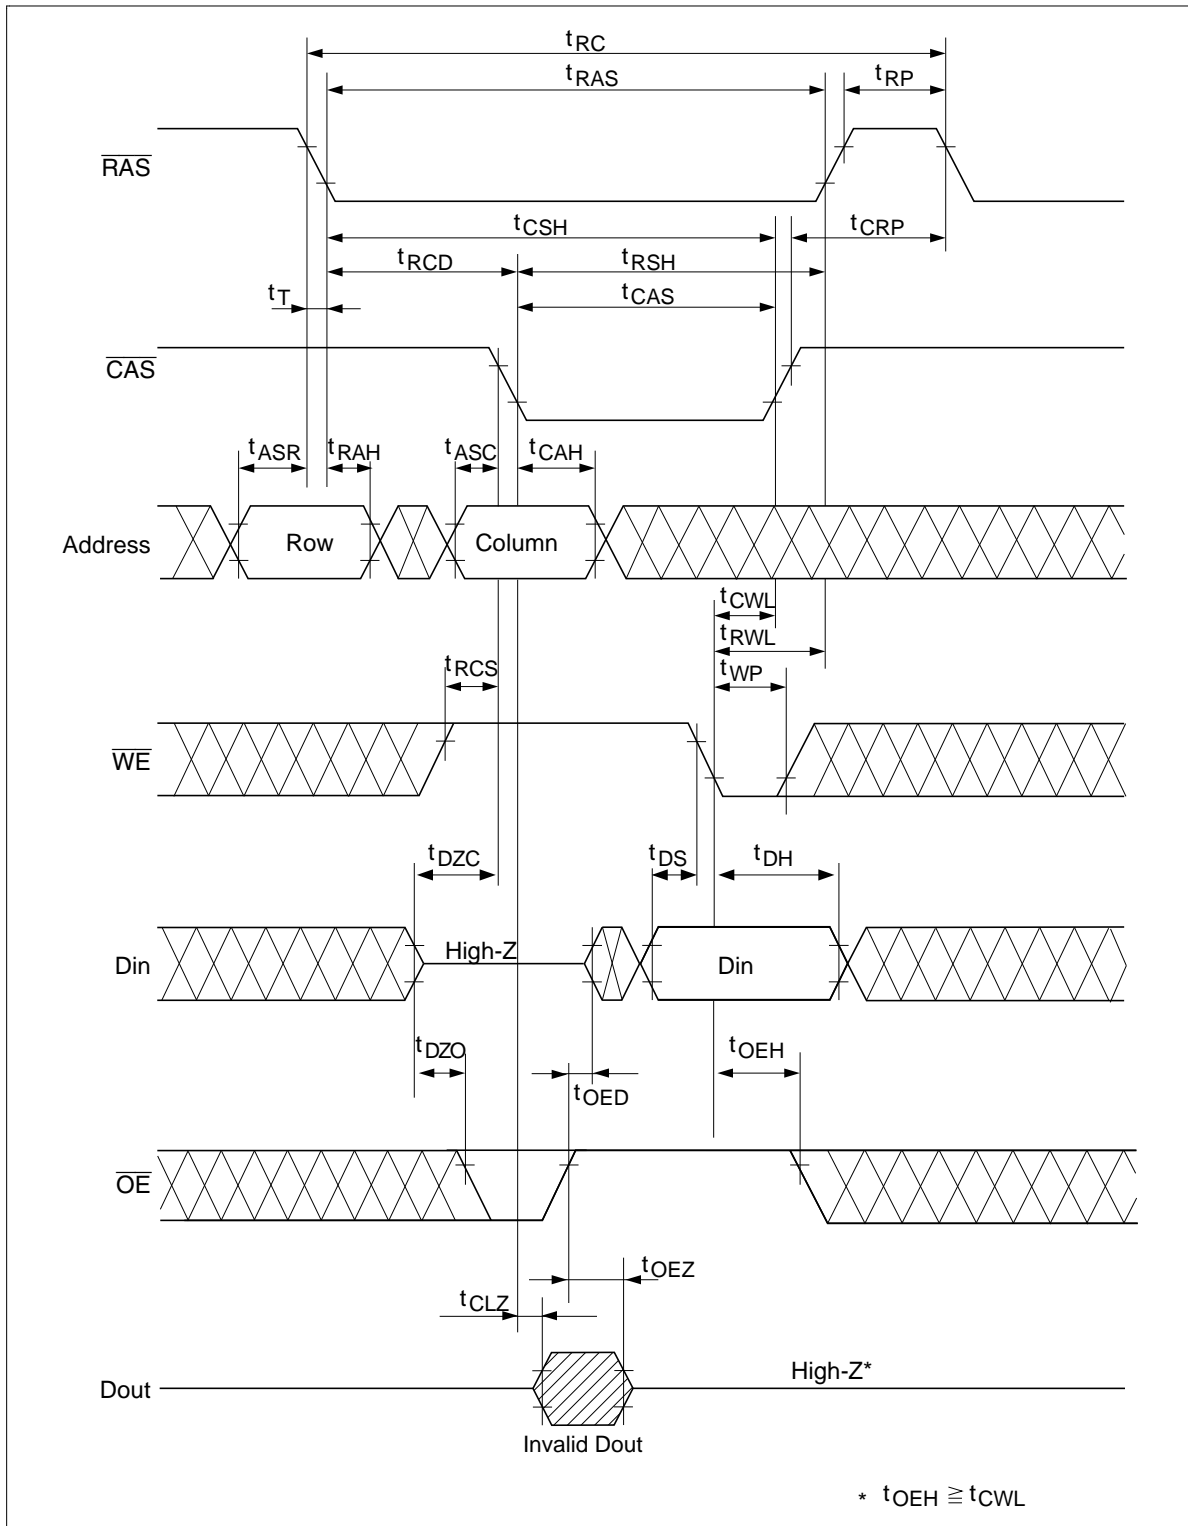 tRC
tRAS
tRP
RAS
tCSH
tCRP
tRCD
tRSH
tT
tCAS
CAS
tASR
tRAH
tASC
tCAH
Address
Row
Column
tCWL
tRWL
tRCS
tWP
WE
tDZC
tDS
tDH
Din
High-Z
Din
tDZO
tOED
tOEH
OE
tOEZ
tCLZ
Dout
High-Z*
Invalid Dout
* tOEH ≧ tCWL